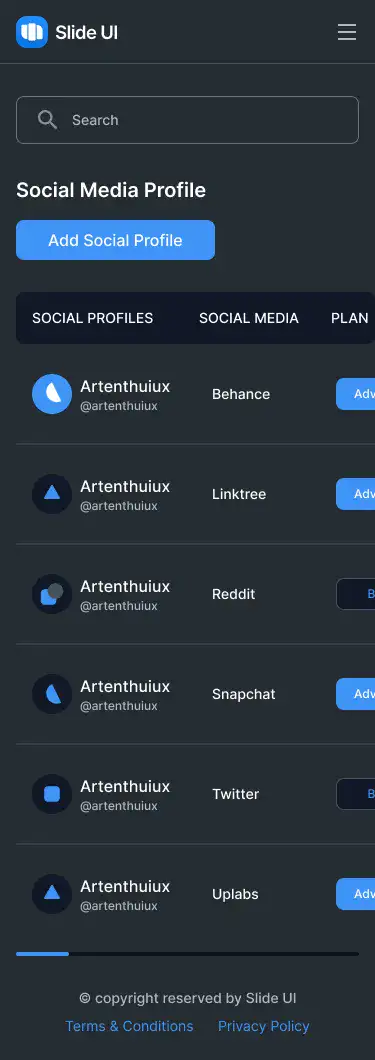 Slide UI
Search
Social Media Profile
Add Social Profile
SOCIAL PROFILES SOCIAL MEDIA PLAN
Artenthuiux
@artenthuiux
Behance
Adv
Artenthuiux
@artenthuiux
Linktree
Adv
Artenthuiux
@artenthuiux
Reddit
B
Artenthuiux
@artenthuiux
Snapchat
Adv
Artenthuiux
@artenthuiux
Twitter
B
Artenthuiux
@artenthuiux
Uplabs
Adv
© copyright reserved by Slide UI
Terms & Conditions Privacy Policy